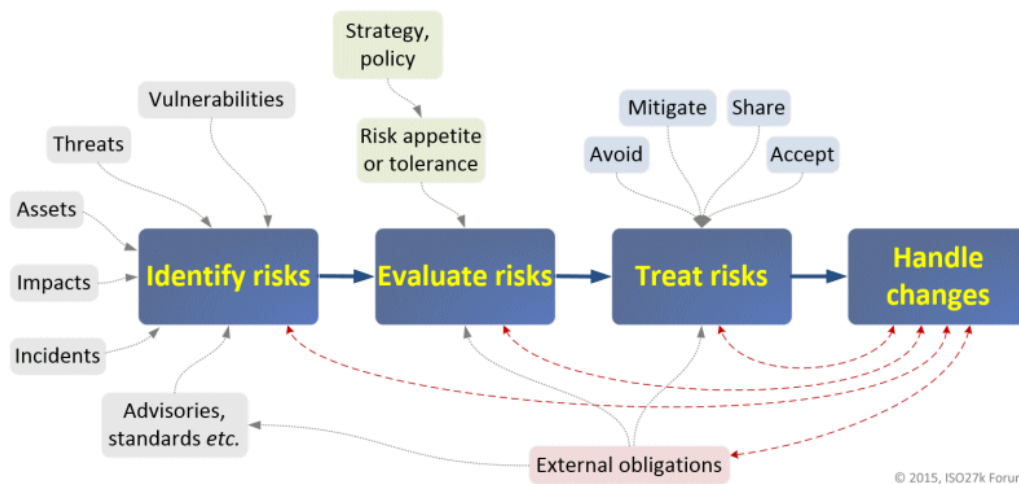 Strategy,
policy
Vulnerabilities
Mitigate
Share
Threats
Risk appetite
or tolerance
Avoid
Accept
Assets
Identify risks
Evaluate risks
Treat risks
Handle
changes
Impacts
Incidents
Advisories,
standards etc.
External obligations
© 2015, ISO27k Forum